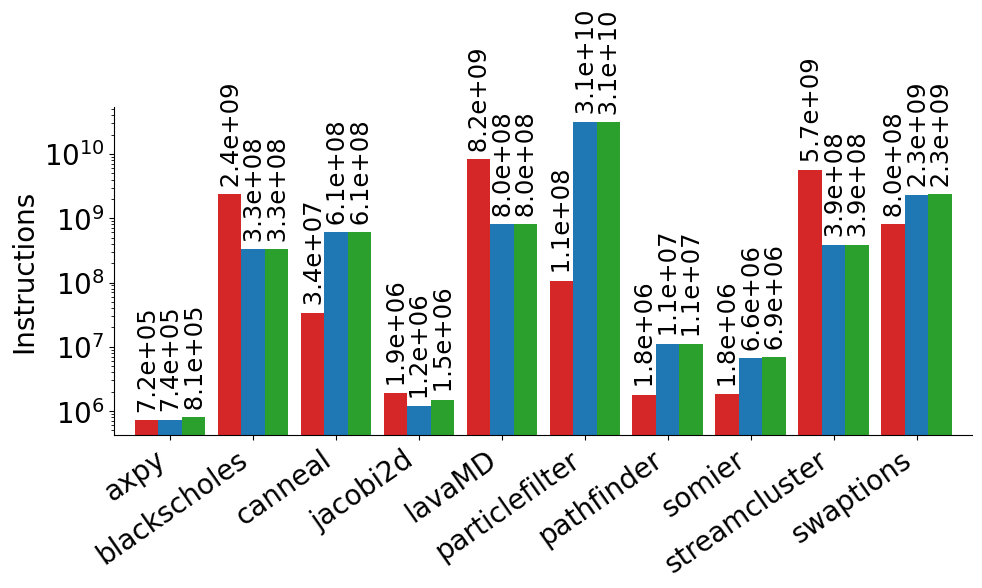 Instructions
10^10
10^9
10^8
10^7
10^6
7.2e+05
7.4e+05
8.1e+05
2.4e+09
3.3e+08
3.3e+08
3.4e+07
6.1e+08
6.1e+08
1.9e+06
1.2e+06
1.5e+06
8.2e+09
8.0e+08
8.0e+08
1.1e+08
3.1e+10
3.1e+10
1.8e+06
1.1e+07
1.1e+07
1.8e+06
6.6e+06
6.9e+06
5.7e+09
3.9e+08
3.9e+08
8.0e+08
2.3e+09
2.3e+09
axpy
blackscholes
canneal
jacobi2d
lavaMD
particlefilter
pathfinder
somier
streamcluster
swaptions